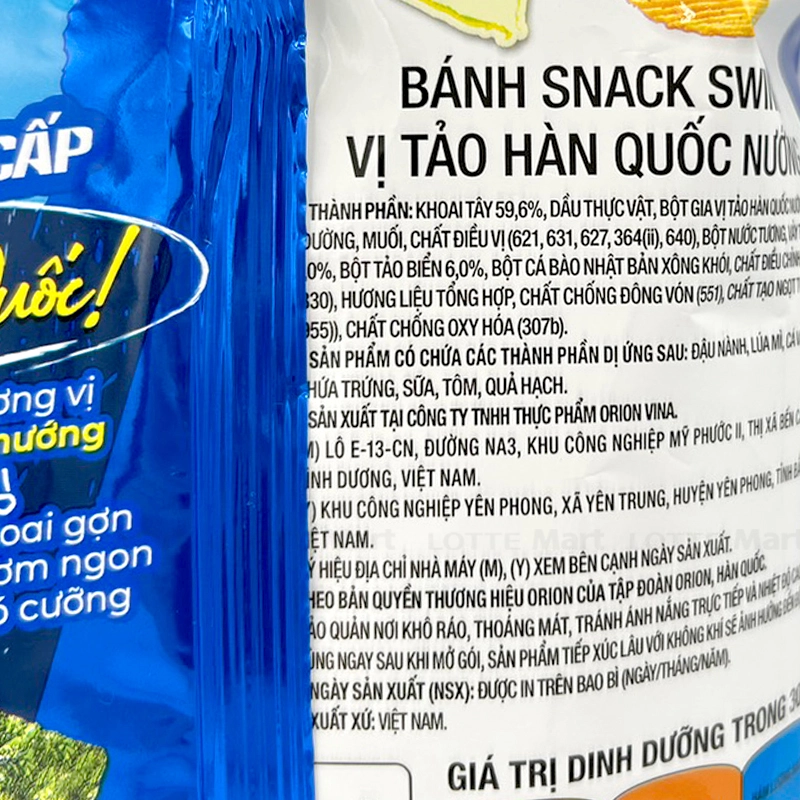 CẤP
uốc!
ơng vị
nướng
oai gợn
ơm ngon
ó cưỡng
BÁNH SNACK SWI
VỊ TẢO HÀN QUỐC NƯỚNG
THÀNH PHẦN: KHOAI TÂY 59,6%, DẦU THỰC VẬT, BỘT GIA VỊ TẢO HÀN QUỐC
ĐƯỜNG, MUỐI, CHẤT ĐIỀU VỊ (621, 631, 627, 364(ii), 640), BỘT NƯỚC TƯƠNG,
0%, BỘT TẢO BIỂN 6,0%, BỘT CÁ BÀO NHẬT BẢN XÔNG KHÓI, CHẤT ĐIỀU CHỈNH
330), HƯƠNG LIỆU TỔNG HỢP, CHẤT CHỐNG ĐÔNG VÓN (551), CHẤT TẠO NGỌT
955)), CHẤT CHỐNG OXY HÓA (307b).
SẢN PHẨM CÓ CHỨA CÁC THÀNH PHẦN DỊ ỨNG SAU: ĐẬU NÀNH, LÚA MÌ, CÁ
HỨA TRỨNG, SỮA, TÔM, QUẢ HẠCH.
SẢN XUẤT TẠI CÔNG TY TNHH THỰC PHẨM ORION VINA.
M) LÔ E-13-CN, ĐƯỜNG NA3, KHU CÔNG NGHIỆP MỸ PHƯỚC II, THỊ XÃ BẾN
ÌNH DƯƠNG, VIỆT NAM.
) KHU CÔNG NGHIỆP YÊN PHONG, XÃ YÊN TRUNG, HUYỆN YÊN PHONG, TỈNH
IỆT NAM.
LOTTE Mart LOTTE Mart
Ý HIỆU ĐỊA CHỈ NHÀ MÁY (M), (Y) XEM BÊN CẠNH NGÀY SẢN XUẤT.
HEO BẢN QUYỀN THƯƠNG HIỆU ORION CỦA TẬP ĐOÀN ORION, HÀN QUỐC.
ẢO QUẢN NƠI KHÔ RÁO, THOÁNG MÁT, TRÁNH ÁNH NẮNG TRỰC TIẾP VÀ NHIỆT ĐỘ CAO
ÙNG NGAY SAU KHI MỞ GÓI, SẢN PHẨM TIẾP XÚC LÂU VỚI KHÔNG KHÍ SẼ ẢNH HƯỞNG ĐẾN
NGÀY SẢN XUẤT (NSX): ĐƯỢC IN TRÊN BAO BÌ (NGÀY/THÁNG/NĂM).
XUẤT XỨ: VIỆT NAM.
GIÁ TRỊ DINH DƯỠNG TRONG 30